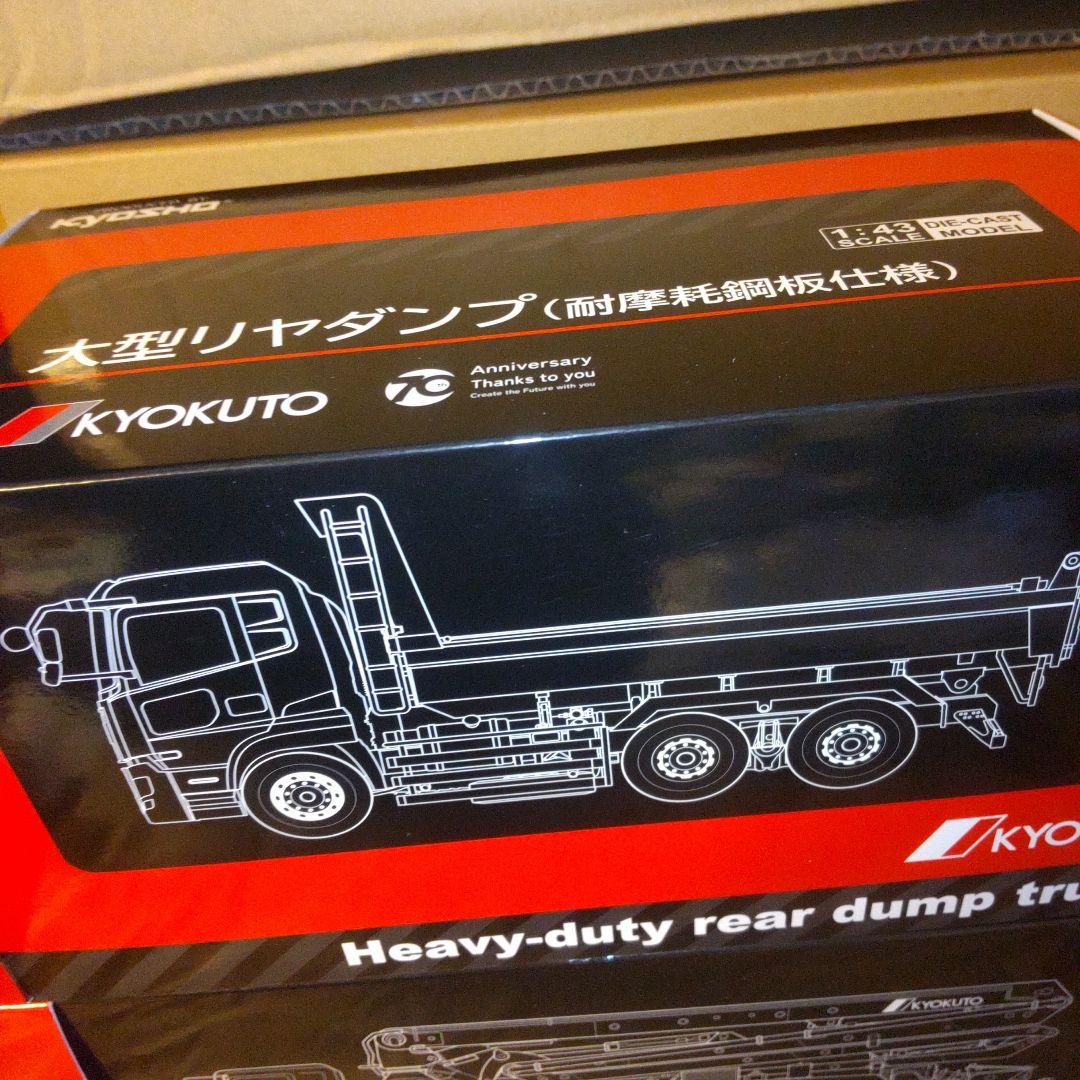 KYOSHO
1:43 SCALE
DIE-CAST MODEL
大型リヤダンプ(耐摩耗鋼板仕様)
KYOKUTO
70th
Anniversary
Thanks to you
Create the Future with you
KYO
Heavy-duty rear dump tru
KYOKUTO